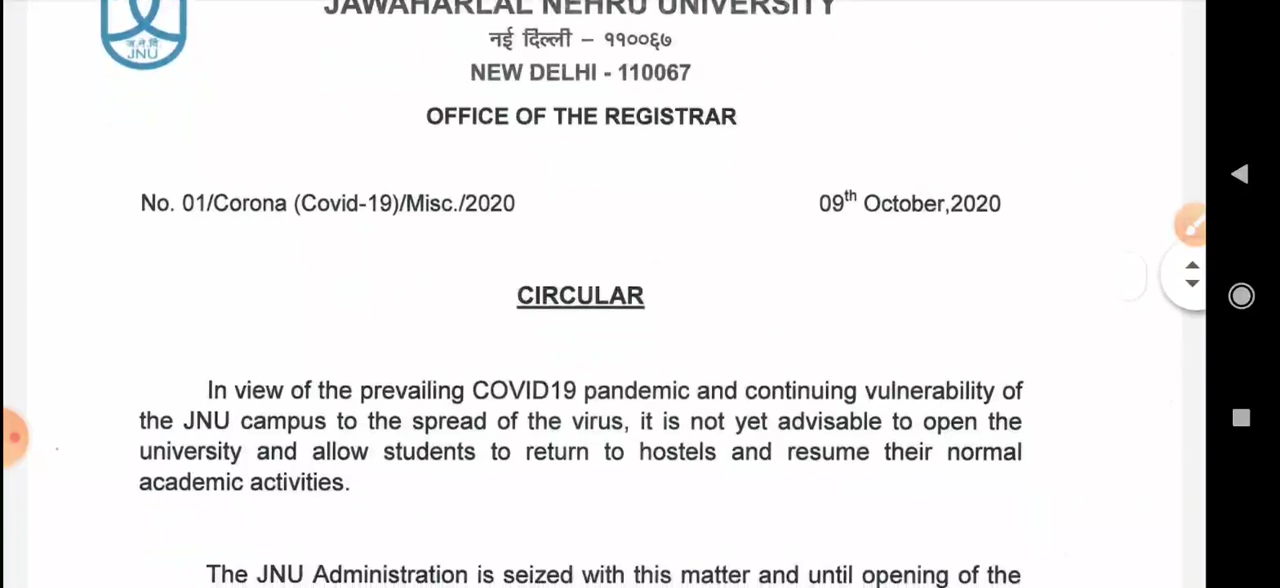 JAWAHARLAL NEHRU UNIVERSITY
ज.ने.वि
JNU
नई दिल्ली – ११००६७
NEW DELHI - 110067
OFFICE OF THE REGISTRAR
No. 01/Corona (Covid-19)/Misc./2020 09th October,2020
CIRCULAR
In view of the prevailing COVID19 pandemic and continuing vulnerability of
the JNU campus to the spread of the virus, it is not yet advisable to open the
university and allow students to return to hostels and resume their normal
academic activities.
The JNU Administration is seized with this matter and until opening of the